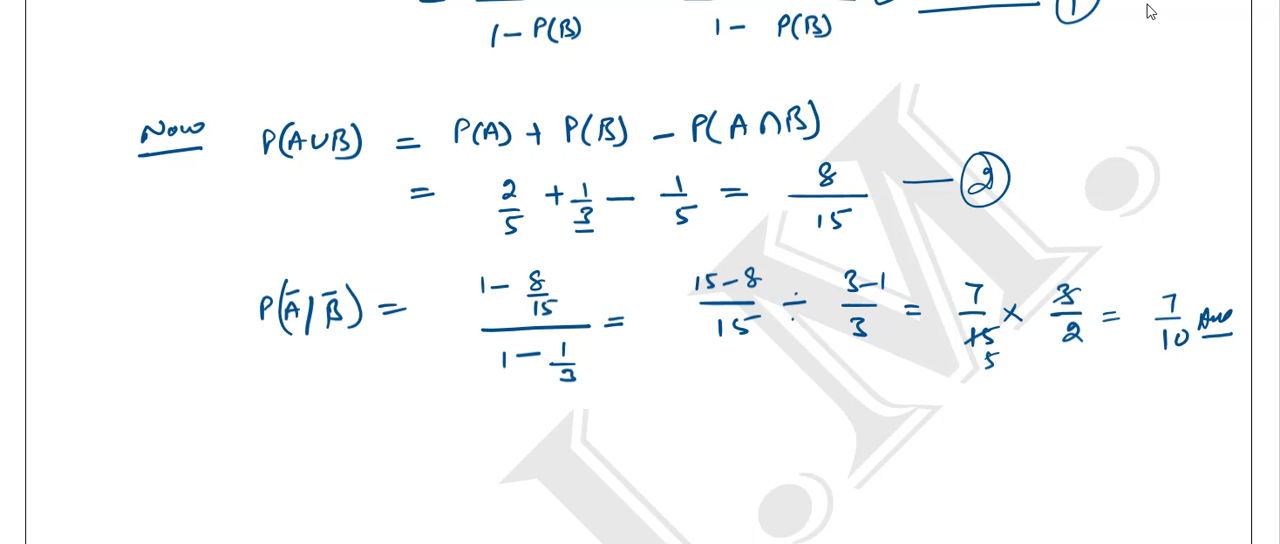 1 - P(B) 1 - P(B) 1
Now P(A∪B) = P(A) + P(B) - P(A∩B)
= 2/5 + 1/3 - 1/5 = 8/15 — 2
P(Ā/B̄) = (1 - 8/15)/(1 - 1/3) = (15-8)/15 ÷ (3-1)/3 = 7/15 × 3/2 = 7/10 Ans
5